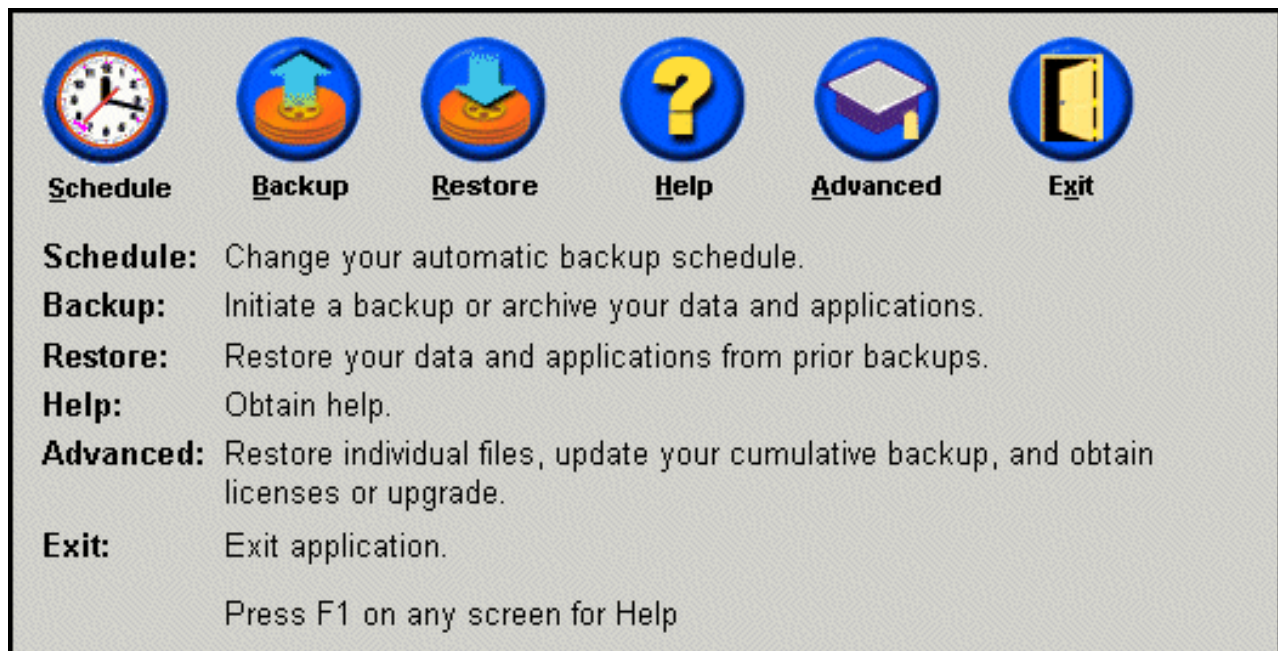 Schedule Backup Restore Help Advanced Exit
Schedule: Change your automatic backup schedule.
Backup: Initiate a backup or archive your data and applications.
Restore: Restore your data and applications from prior backups.
Help: Obtain help.
Advanced: Restore individual files, update your cumulative backup, and obtain
licenses or upgrade.
Exit: Exit application.
Press F1 on any screen for Help